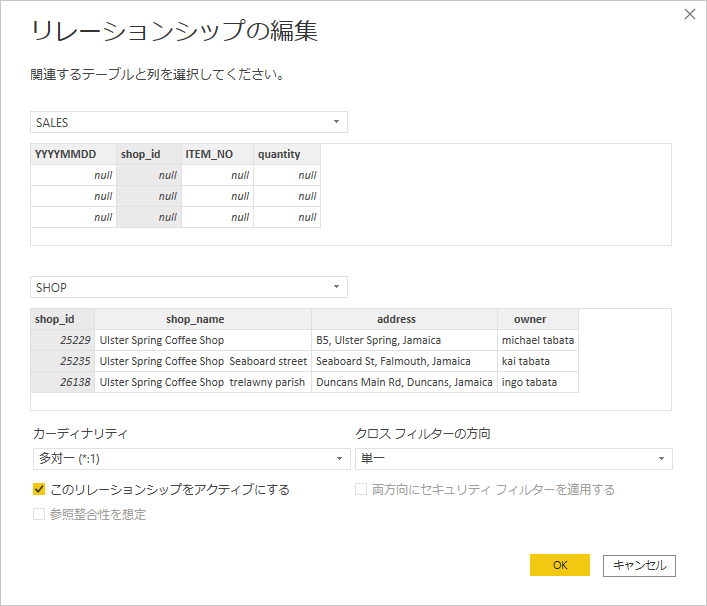 リレーションシップの編集
関連するテーブルと列を選択してください。
SALES
YYYYMMDD shop_id ITEM_NO quantity
null null null null
null null null null
null null null null
SHOP
shop_id shop_name address owner
25229 Ulster Spring Coffee Shop B5, Ulster Spring, Jamaica michael tabata
25235 Ulster Spring Coffee Shop Seaboard street Seaboard St, Falmouth, Jamaica kai tabata
26138 Ulster Spring Coffee Shop trelawny parish Duncans Main Rd, Duncans, Jamaica ingo tabata
カーディナリティ クロス フィルターの方向
多対一 (*:1) 単一
このリレーションシップをアクティブにする 両方向にセキュリティ フィルターを適用する
参照整合性を想定
OK キャンセル